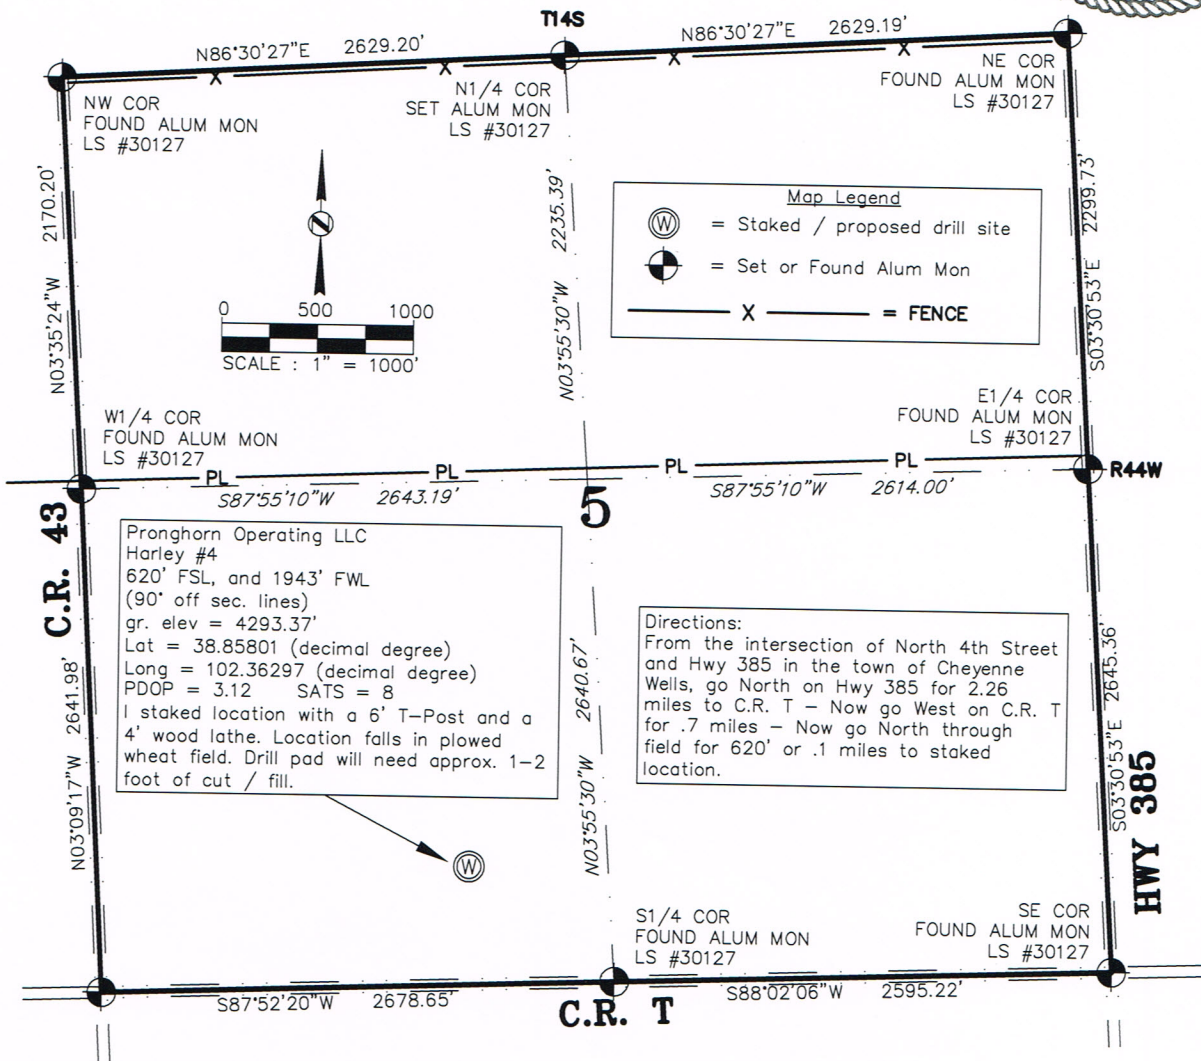 T14S
N86°30'27"E 2629.20'
N86°30'27"E 2629.19'
NW COR
FOUND ALUM MON
LS #30127
N1/4 COR
SET ALUM MON
LS #30127
NE COR
FOUND ALUM MON
LS #30127
N03°35'24"W 2170.20'
N03°55'30"W 2235.39'
S03°30'53"E 2299.73'
0 500 1000
SCALE : 1" = 1000'
Map Legend
W = Staked / proposed drill site
= Set or Found Alum Mon
X = FENCE
W1/4 COR
FOUND ALUM MON
LS #30127
E1/4 COR
FOUND ALUM MON
LS #30127
R44W
PL PL PL PL
S87°55'10"W 2643.19'
S87°55'10"W 2614.00'
5
C.R. 43
Pronghorn Operating LLC
Harley #4
620' FSL, and 1943' FWL
(90° off sec. lines)
gr. elev = 4293.37'
Lat = 38.85801 (decimal degree)
Long = 102.36297 (decimal degree)
PDOP = 3.12 SATS = 8
I staked location with a 6' T-Post and a
4' wood lathe. Location falls in plowed
wheat field. Drill pad will need approx. 1-2
foot of cut / fill.
Directions:
From the intersection of North 4th Street
and Hwy 385 in the town of Cheyenne
Wells, go North on Hwy 385 for 2.26
miles to C.R. T - Now go West on C.R. T
for .7 miles - Now go North through
field for 620' or .1 miles to staked
location.
N03°09'17"W 2641.98'
N03°55'30"W 2640.67'
S03°30'53"E 2645.36'
HWY 385
W
S1/4 COR
FOUND ALUM MON
LS #30127
SE COR
FOUND ALUM MON
LS #30127
S87°52'20"W 2678.65'
S88°02'06"W 2595.22'
C.R. T